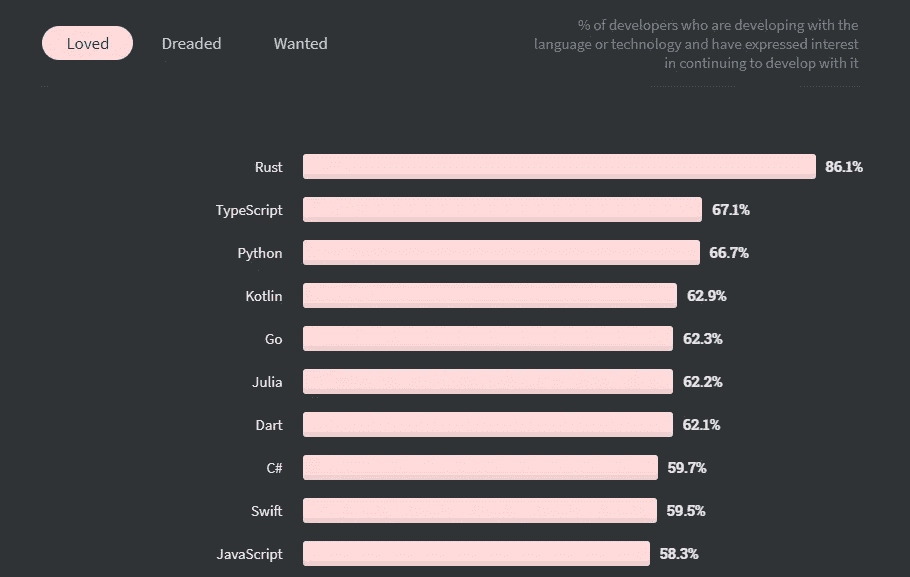 Loved Dreaded Wanted
% of developers who are developing with the
language or technology and have expressed interest
in continuing to develop with it
Rust 86.1%
TypeScript 67.1%
Python 66.7%
Kotlin 62.9%
Go 62.3%
Julia 62.2%
Dart 62.1%
C# 59.7%
Swift 59.5%
JavaScript 58.3%